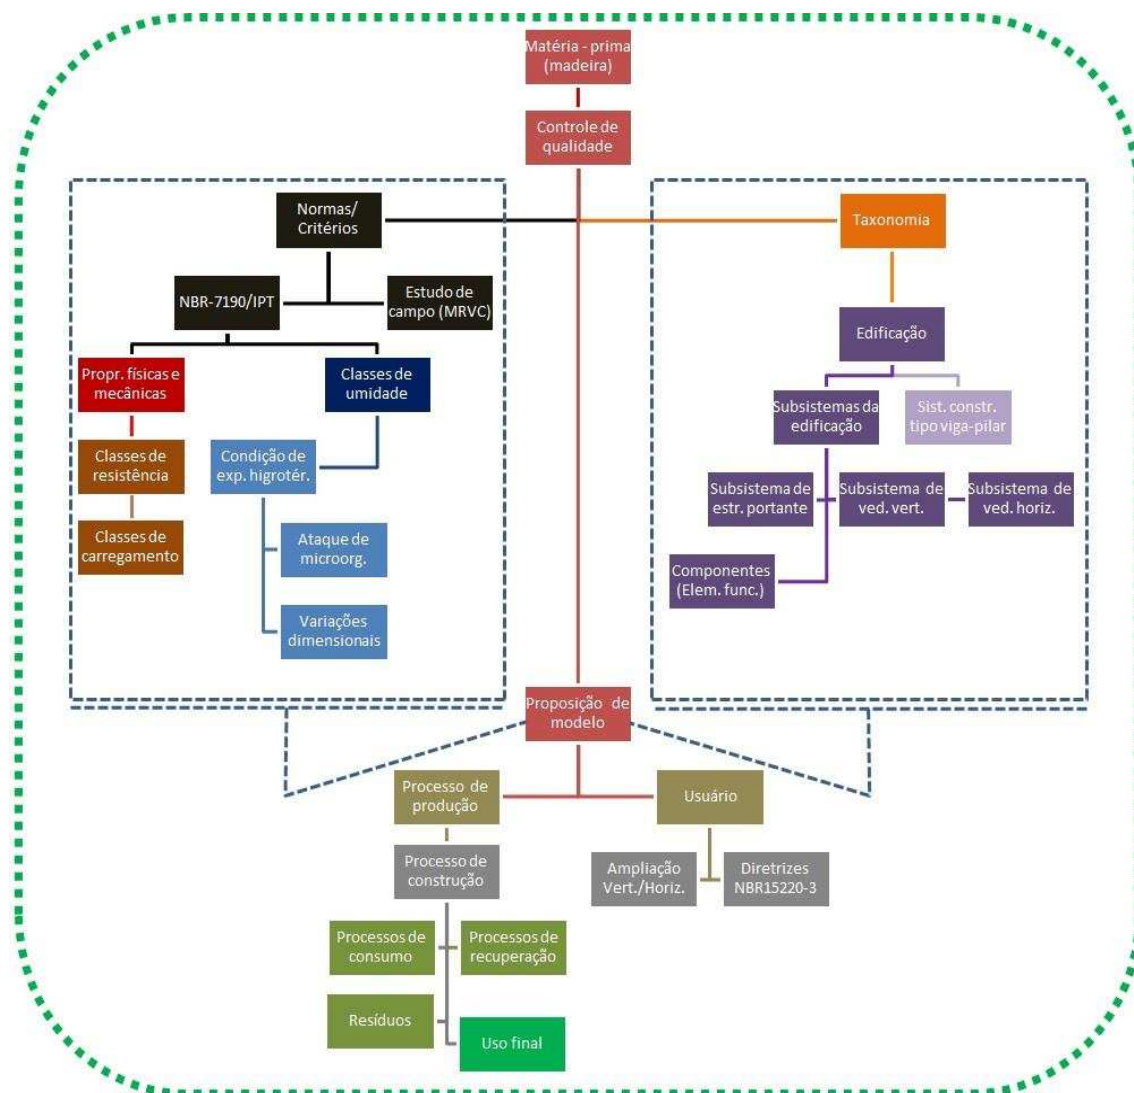 Matéria - prima
(madeira)
Controle de
qualidade
Normas/
Critérios
NBR-7190/IPT
Estudo de
campo (MRVC)
Propr. físicas e
mecânicas
Classes de
umidade
Classes de
resistência
Condição de
exp. higrotér.
Classes de
carregamento
Ataque de
microorg.
Variações
dimensionais
Taxonomia
Edificação
Subsistemas da
edificação
Sist. constr.
tipo viga-pilar
Subsistema de
estr. portante
Subsistema de
ved. vert.
Subsistema de
ved. horiz.
Componentes
(Elem. func.)
Proposição de
modelo
Processo de
produção
Usuário
Processo de
construção
Ampliação
Vert./Horiz.
Diretrizes
NBR15220-3
Processos de
consumo
Processos de
recuperação
Resíduos
Uso final